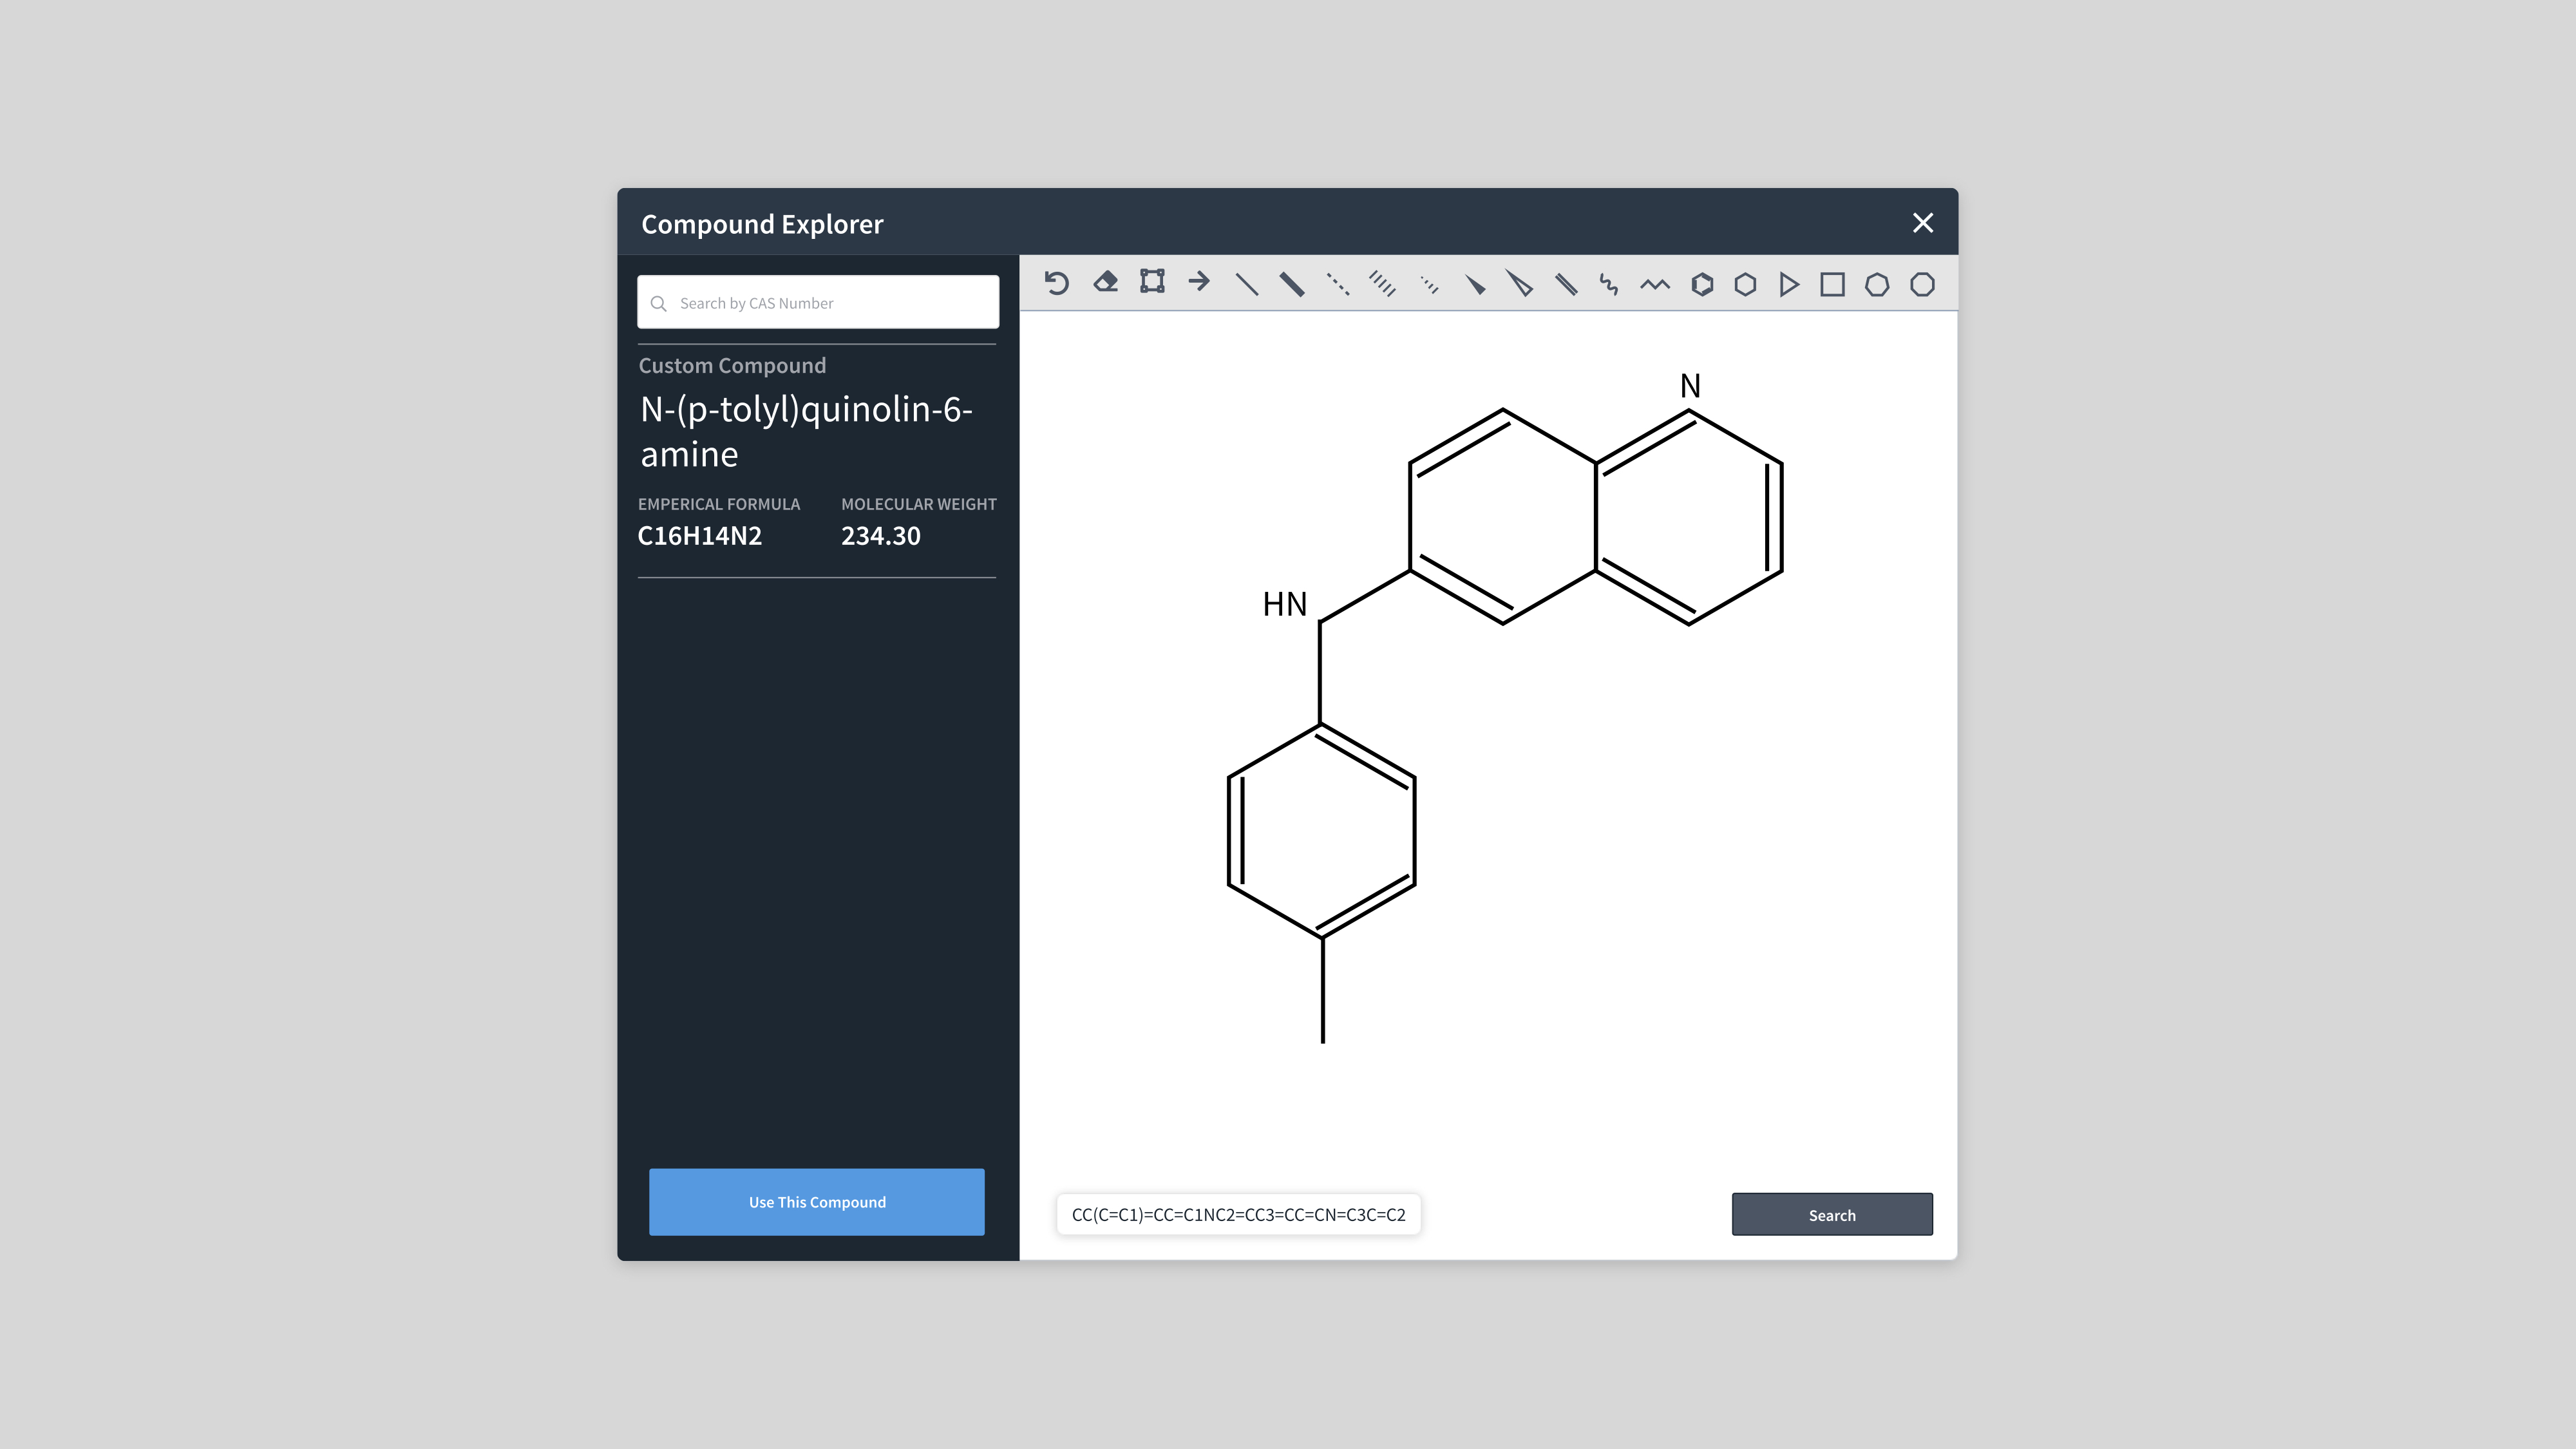 Compound Explorer
Search by CAS Number
Custom Compound
N-(p-tolyl)quinolin-6-
amine
EMPERICAL FORMULA
C16H14N2
MOLECULAR WEIGHT
234.30
Use This Compound
N
HN
CC(C=C1)=CC=C1NC2=CC3=CC=CN=C3C=C2
Search